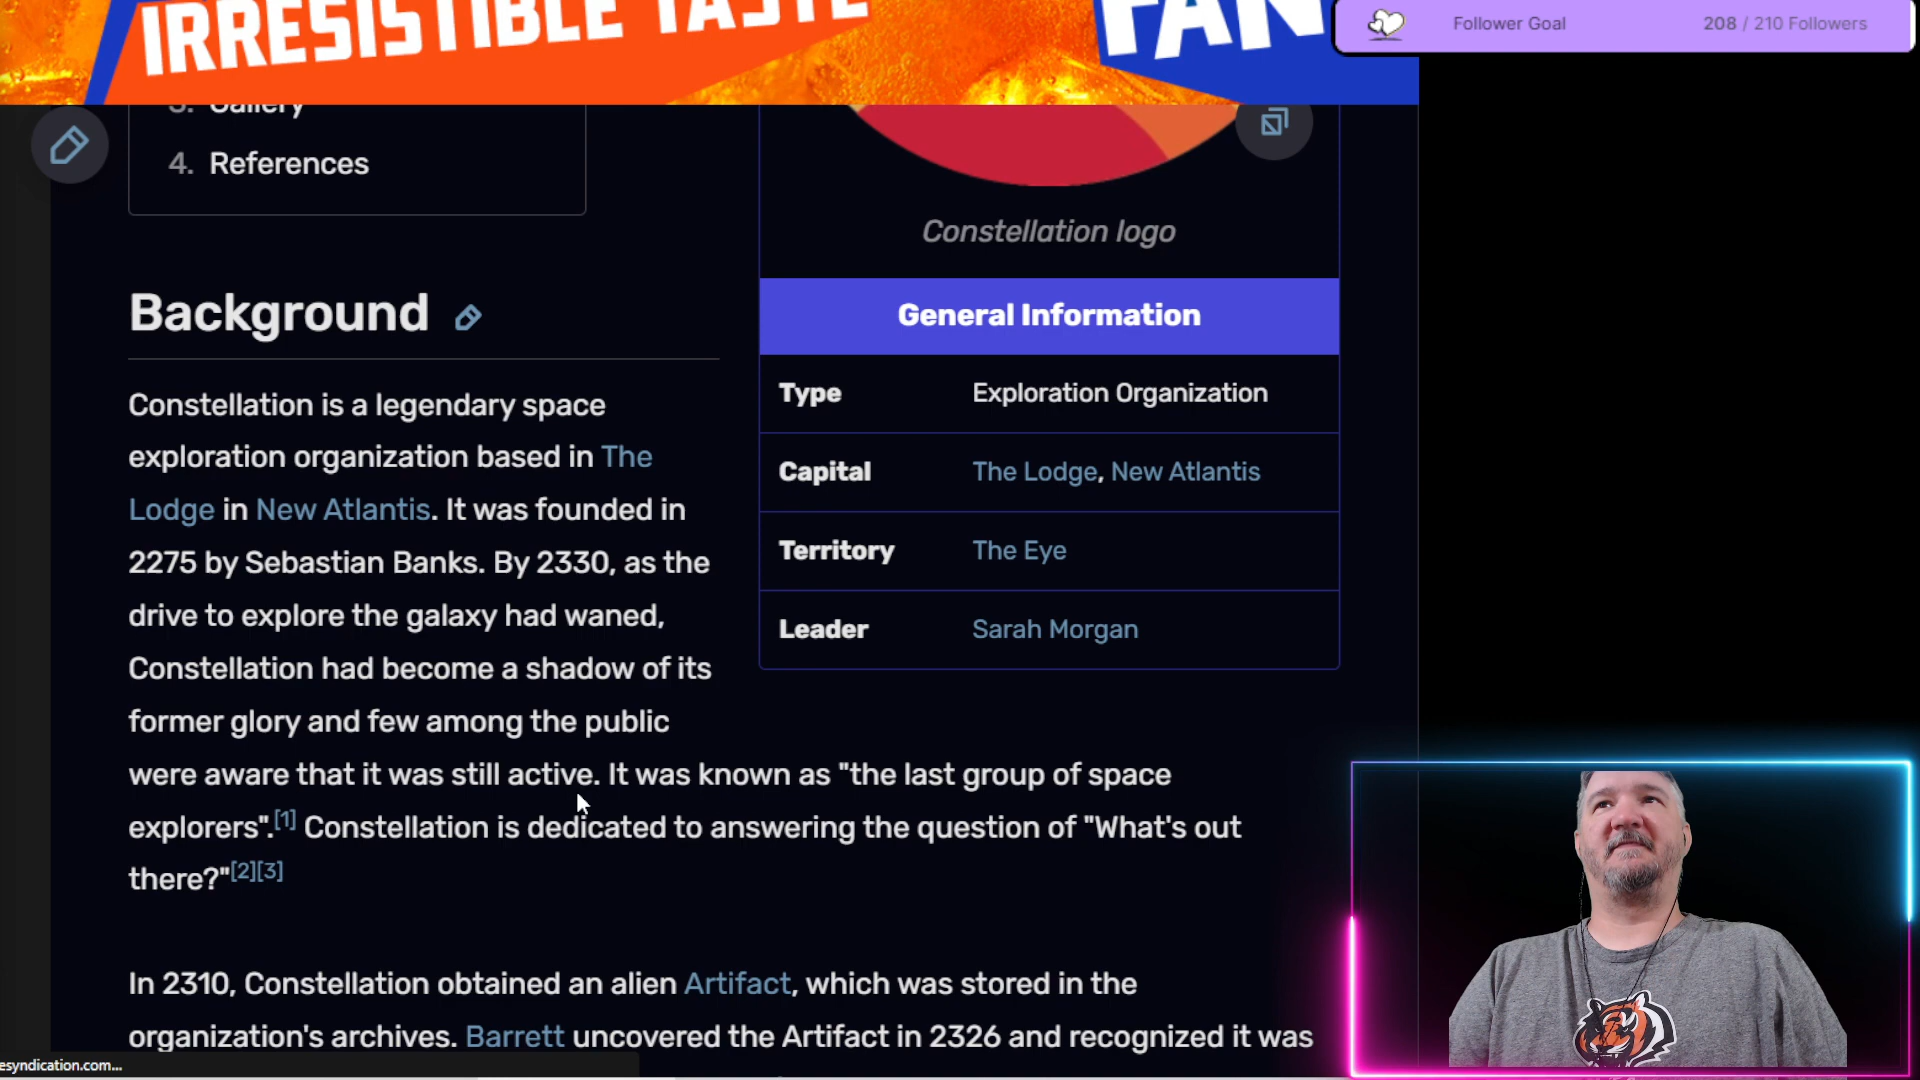 IRRESISTIBLE TASTE
FAN
Follower Goal
208 / 210 Followers
3. Gallery
4. References
Constellation logo
General Information
Background
Type Exploration Organization
Capital The Lodge, New Atlantis
Territory The Eye
Leader Sarah Morgan
Constellation is a legendary space
exploration organization based in The
Lodge in New Atlantis. It was founded in
2275 by Sebastian Banks. By 2330, as the
drive to explore the galaxy had waned,
Constellation had become a shadow of its
former glory and few among the public
were aware that it was still active. It was known as "the last group of space
explorers".[1] Constellation is dedicated to answering the question of "What's out
there?"[2][3]
In 2310, Constellation obtained an alien Artifact, which was stored in the
organization's archives. Barrett uncovered the Artifact in 2326 and recognized it was
esyndication.com...